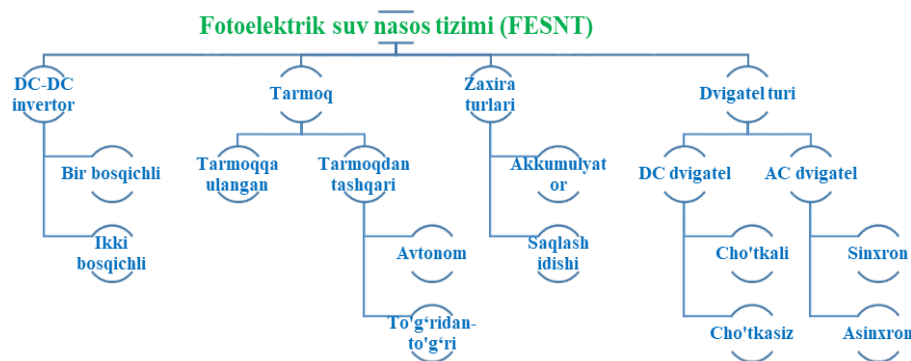 Fotoelektrik suv nasos tizimi (FESNT)
DC-DC
invertor
Bir bosqichli
Ikki
bosqichli
Tarmoq
Tarmoqqa
ulangan
Tarmoqdan
tashqari
Avtonom
To'g‘ridan-
to'g‘ri
Zaxira
turlari
Akkumulyat
or
Saqlash
idishi
Dvigatel turi
DC dvigatel
Cho'tkali
Cho'tkasiz
AC dvigatel
Sinxron
Asinxron